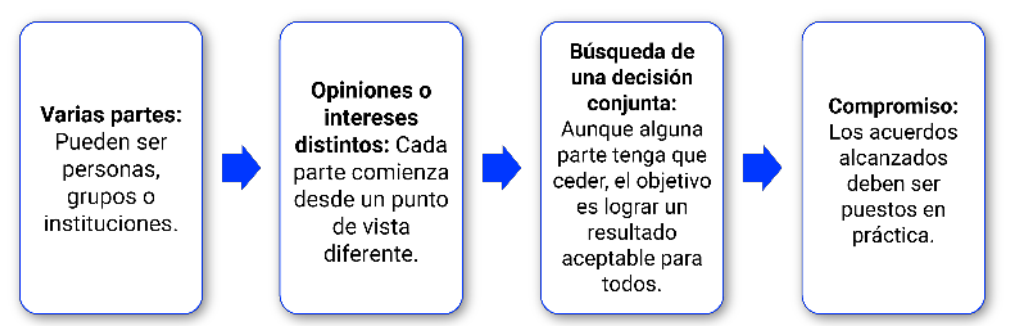 Varias partes:
Pueden ser
personas,
grupos o
instituciones.
Opiniones o
intereses
distintos: Cada
parte comienza
desde un punto
de vista
diferente.
Búsqueda de
una decisión
conjunta:
Aunque alguna
parte tenga que
ceder, el objetivo
es lograr un
resultado
aceptable para
todos.
Compromiso:
Los acuerdos
alcanzados
deben ser
puestos en
práctica.